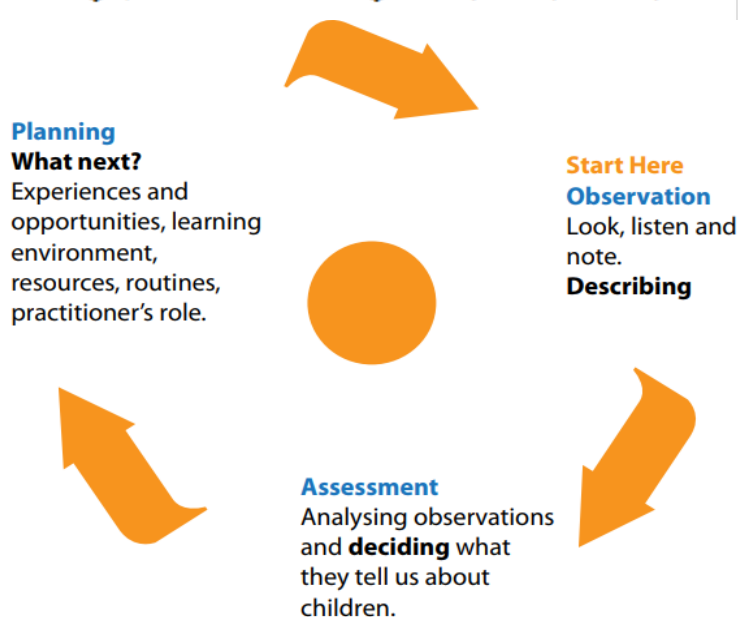 Start Here
Observation
Look, listen and
note.
Describing
Assessment
Analysing observations
and deciding what
they tell us about
children.
Planning
What next?
Experiences and
opportunities, learning
environment,
resources, routines,
practitioner’s role.